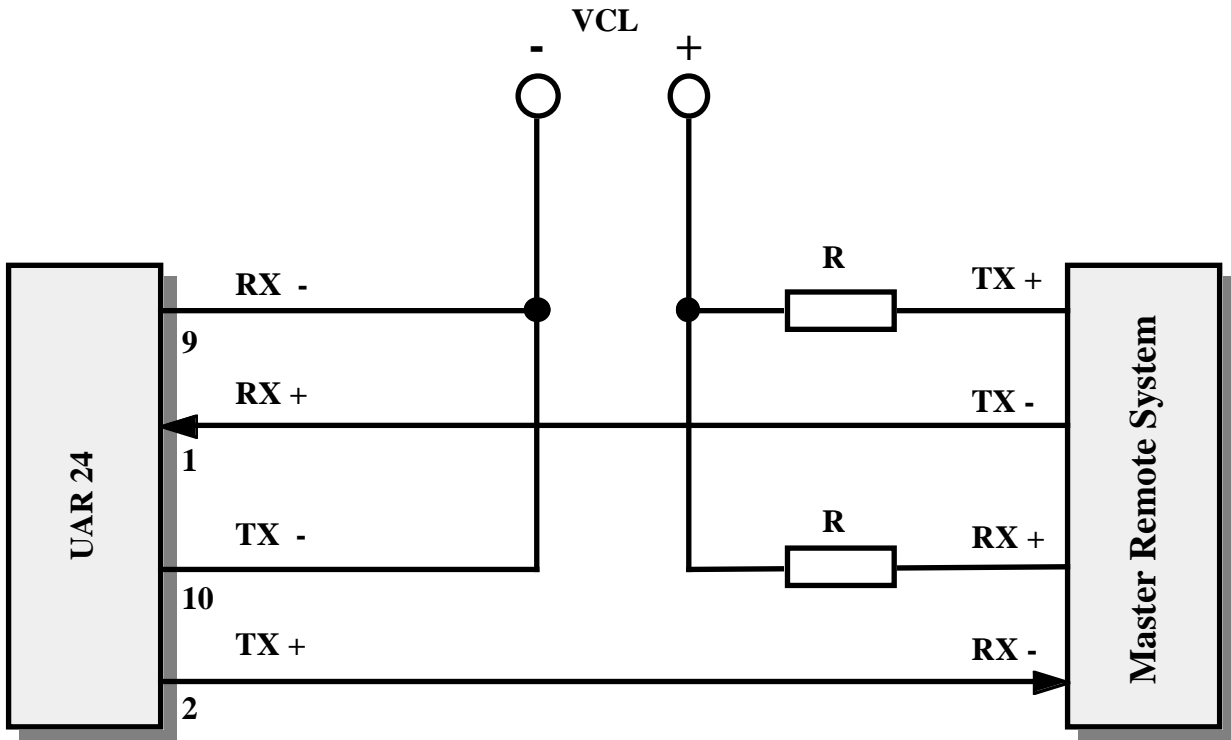 VCL
- +
R
RX -
TX +
9
RX +
TX -
1
UAR 24
Master Remote System
R
TX -
RX +
10
TX +
RX -
2